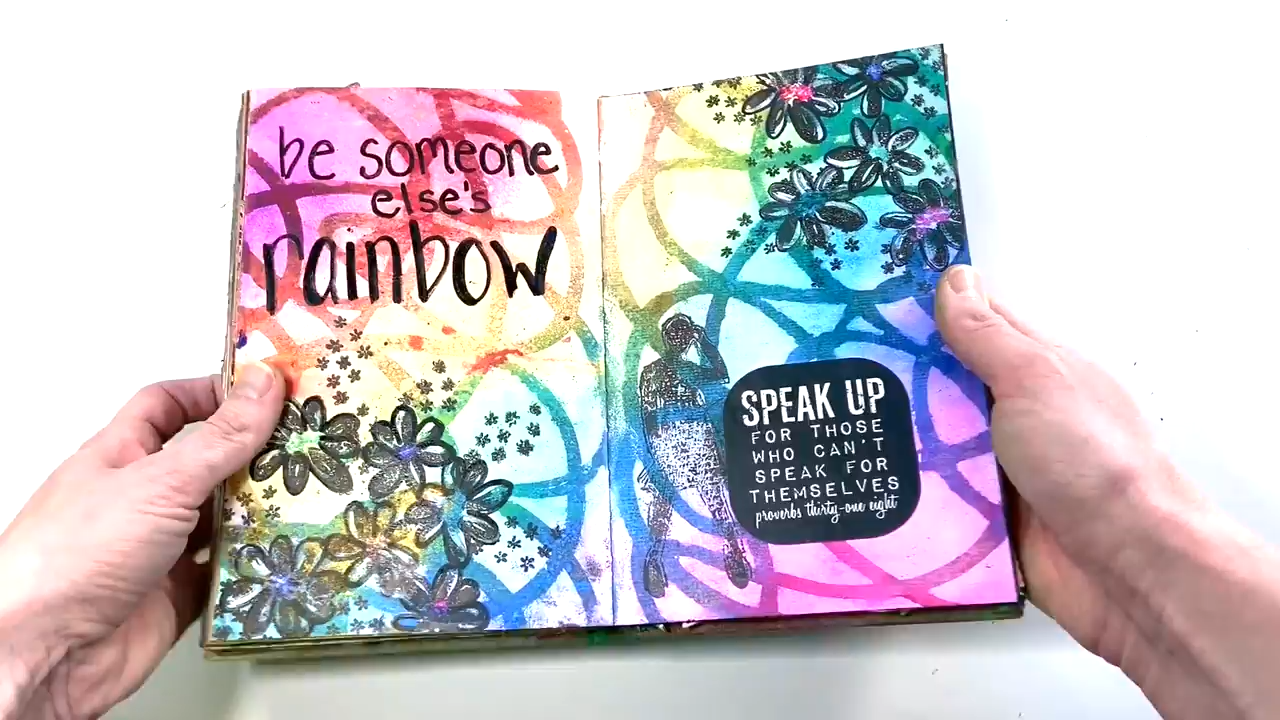 be someone
else's
rainbow
SPEAK UP
FOR THOSE
WHO CAN'T
SPEAK FOR
THEMSELVES
proverbs thirty-one eight